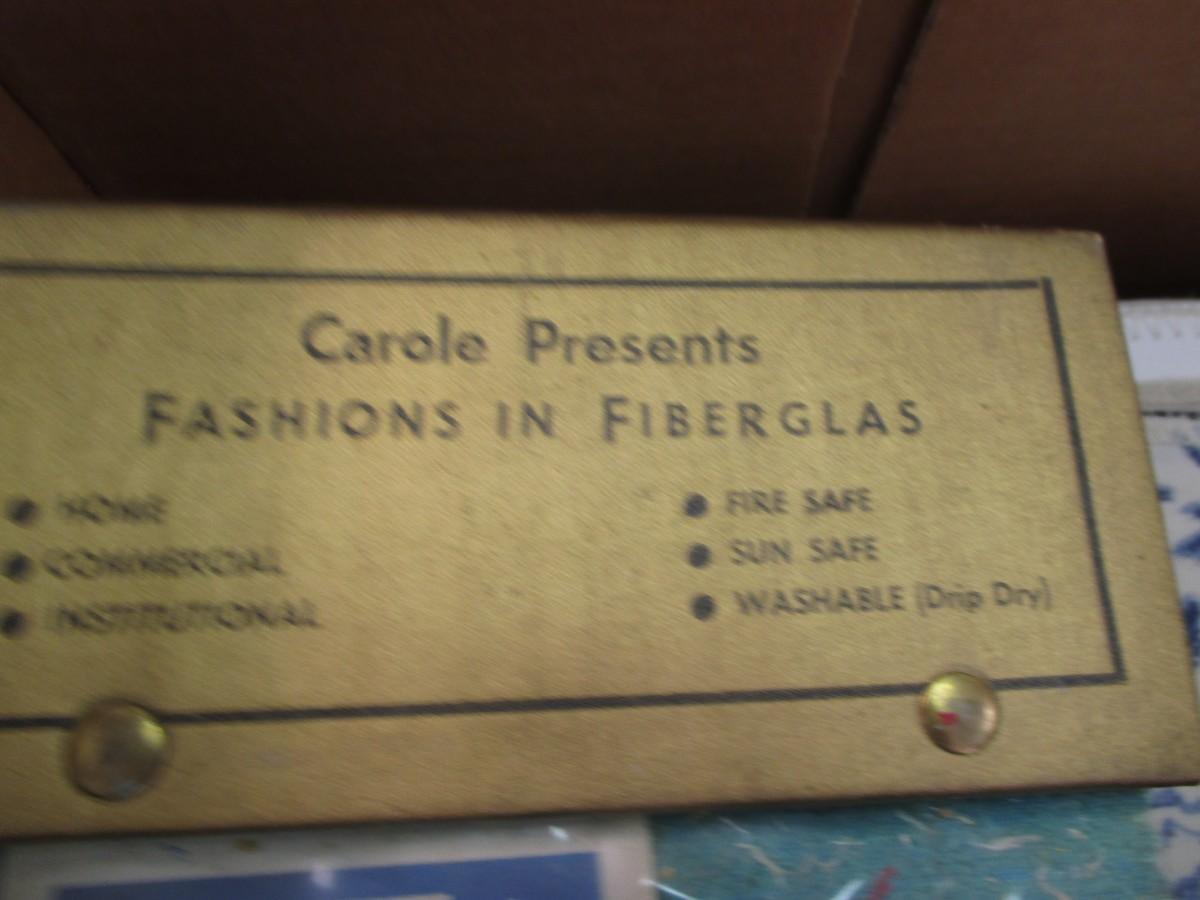 Carole Presents
FASHIONS IN FIBERGLAS
HOME
COMMERCIAL
INSTITUTIONAL
FIRE SAFE
SUN SAFE
WASHABLE (Drip Dry)